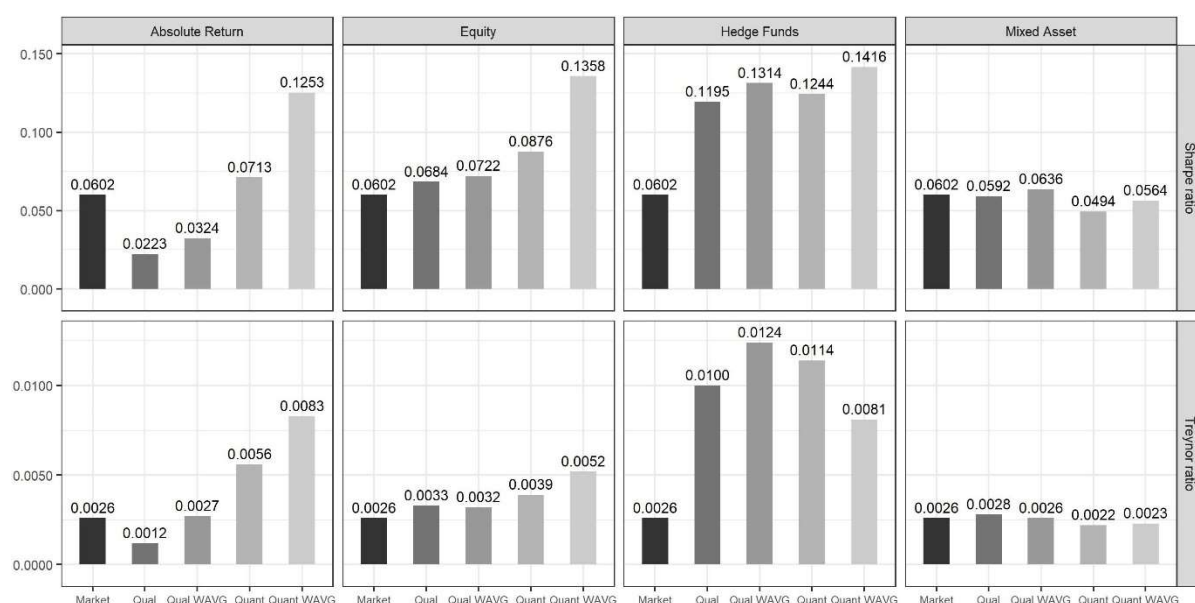 Absolute Return Equity Hedge Funds Mixed Asset
0.150
0.100
0.050
0.000
0.0602 0.0223 0.0324 0.0713 0.1253
0.0602 0.0684 0.0722 0.0876 0.1358
0.0602 0.1195 0.1314 0.1244 0.1416
0.0602 0.0592 0.0636 0.0494 0.0564
Sharpe ratio
0.0100
0.0050
0.0000
0.0026 0.0012 0.0027 0.0056 0.0083
0.0026 0.0033 0.0032 0.0039 0.0052
0.0026 0.0100 0.0124 0.0114 0.0081
0.0026 0.0028 0.0026 0.0022 0.0023
Treynor ratio
Market Qual Qual WAVG Quant Quant WAVG Market Qual Qual WAVG Quant Quant WAVG Market Qual Qual WAVG Quant Quant WAVG Market Qual Qual WAVG Quant Quant WAVG